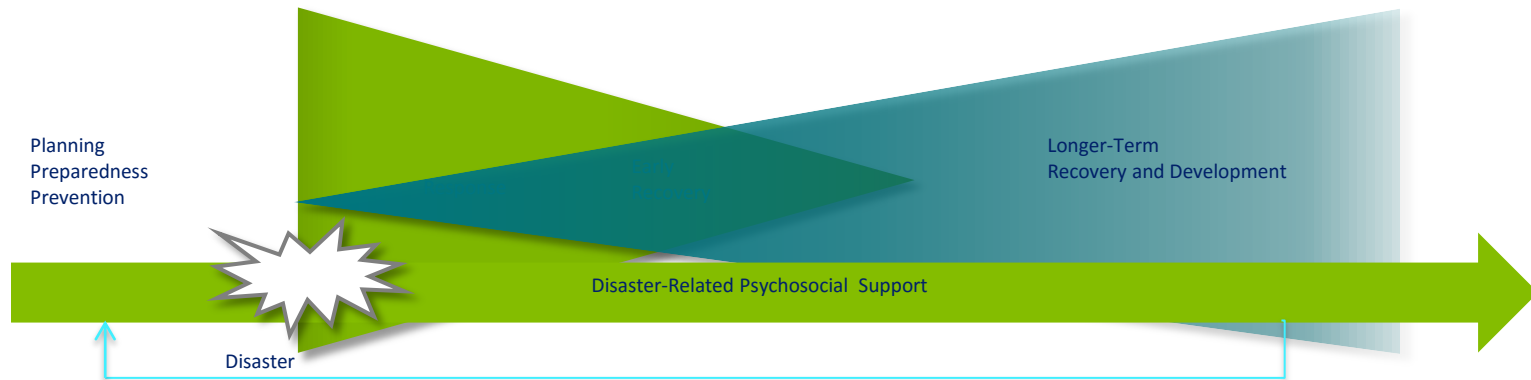 Planning
Preparedness
Prevention
Longer-Term
Recovery and Development
Disaster-Related Psychosocial  Support
Disaster